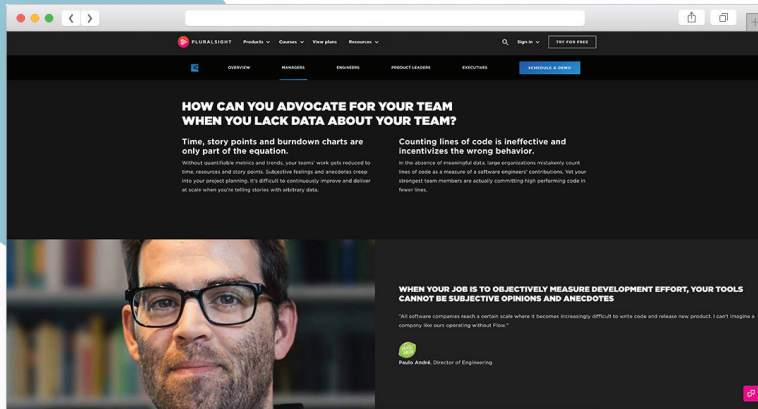 PLURALSIGHT Products Courses View plans Resources Sign in TRY FOR FREE
OVERVIEW MANAGERS ENGINEERS PRODUCT LEADERS EXECUTIVES SCHEDULE A DEMO
HOW CAN YOU ADVOCATE FOR YOUR TEAM
WHEN YOU LACK DATA ABOUT YOUR TEAM?
Time, story points and burndown charts are
only part of the equation.
Without quantifiable metrics and trends, your teams' work gets reduced to
time, resources and story points. Subjective feelings and anecdotes creep
into your project planning. It's difficult to continuously improve and deliver
at scale when you're telling stories with arbitrary data.
Counting lines of code is ineffective and
incentivizes the wrong behavior.
In the absence of meaningful data, large organizations mistakenly count
lines of code as a measure of a software engineers' contributions. Yet your
strongest team members are actually committing high performing code in
fewer lines.
WHEN YOUR JOB IS TO OBJECTIVELY MEASURE DEVELOPMENT EFFORT, YOUR TOOLS
CANNOT BE SUBJECTIVE OPINIONS AND ANECDOTES
"All software companies reach a certain scale where it becomes increasingly difficult to write code and release new product. I can't imagine a
company like ours operating without Flow."
Paulo André, Director of Engineering